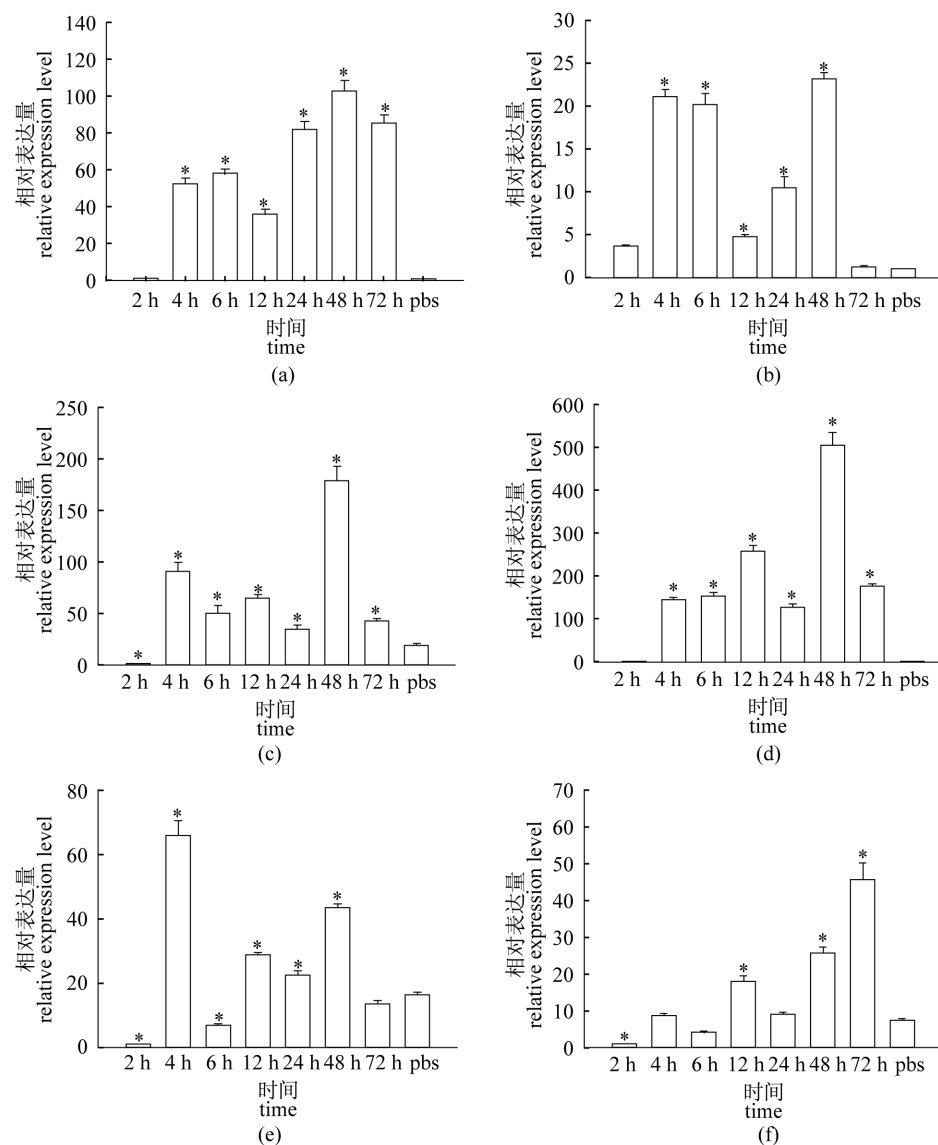 140
120
100
80
60
40
20
0
相对表达量
relative expression level
* * * * * *
2 h 4 h 6 h 12 h 24 h 48 h 72 h pbs
时间
time
(a)
30
25
20
15
10
5
0
相对表达量
relative expression level
* * * * *
2 h 4 h 6 h 12 h 24 h 48 h 72 h pbs
时间
time
(b)
250
200
150
100
50
0
相对表达量
relative expression level
* * * * * * *
2 h 4 h 6 h 12 h 24 h 48 h 72 h pbs
时间
time
(c)
600
500
400
300
200
100
0
相对表达量
relative expression level
* * * * * *
2 h 4 h 6 h 12 h 24 h 48 h 72 h pbs
时间
time
(d)
80
60
40
20
0
相对表达量
relative expression level
* * * * * *
2 h 4 h 6 h 12 h 24 h 48 h 72 h pbs
时间
time
(e)
70
60
50
40
30
20
10
0
相对表达量
relative expression level
* * * *
2 h 4 h 6 h 12 h 24 h 48 h 72 h pbs
时间
time
(f)